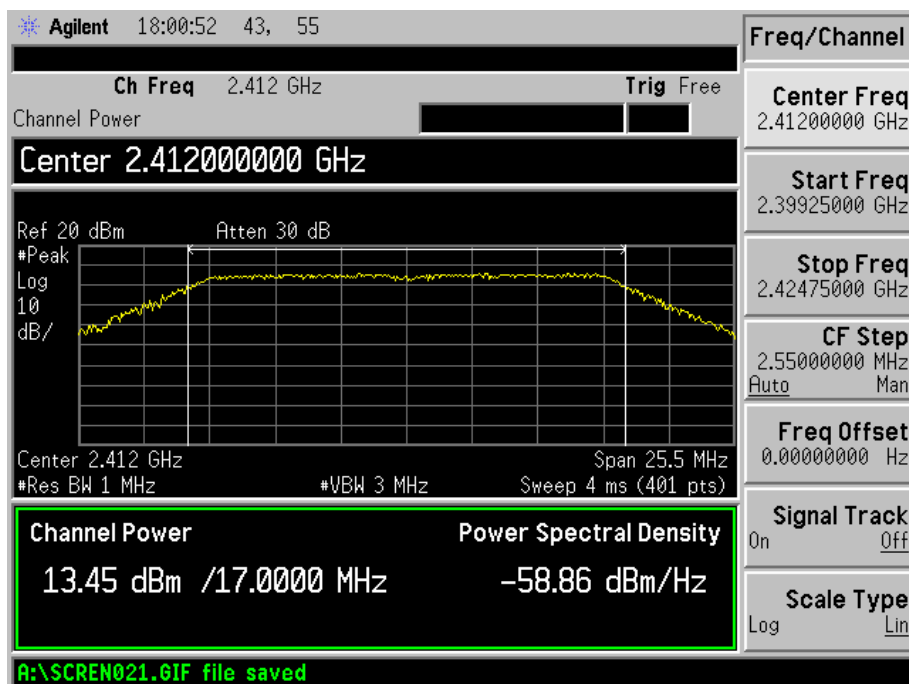 Agilent 18:00:52 43, 55
Freq/Channel
Ch Freq 2.412 GHz Trig Free
Channel Power
Center 2.412000000 GHz
Ref 20 dBm Atten 30 dB
#Peak
Log
10
dB/
Center 2.412 GHz Span 25.5 MHz
#Res BW 1 MHz #VBW 3 MHz Sweep 4 ms (401 pts)
Channel Power Power Spectral Density
13.45 dBm /17.0000 MHz -58.86 dBm/Hz
A:\SCREN021.GIF file saved
Center Freq
2.41200000 GHz
Start Freq
2.39925000 GHz
Stop Freq
2.42475000 GHz
CF Step
2.55000000 MHz
Auto Man
Freq Offset
0.00000000 Hz
Signal Track
On Off
Scale Type
Log Lin